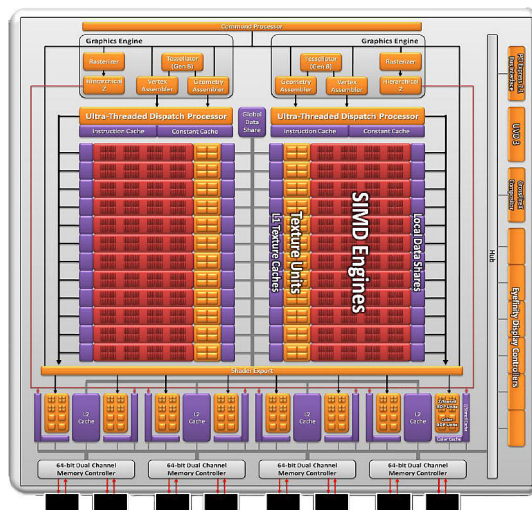 Command Processor
Graphics Engine
Rasterizer
Tessellator
(Gen 8)
Hierarchical
Z
Vertex
Assembler
Geometry
Assembler
Graphics Engine
Tessellator
(Gen 8)
Rasterizer
Geometry
Assembler
Vertex
Assembler
Hierarchical
Z
Ultra-Threaded Dispatch Processor
Instruction Cache
Constant Cache
Global
Data
Share
Ultra-Threaded Dispatch Processor
Instruction Cache
Constant Cache
L1 Texture Caches
Texture Units
SIMD Engines
Local Data Shares
Shader Export
L2
Cache
L2
Cache
L2
Cache
L2
Cache
Color Cache
64-bit Dual Channel
Memory Controller
64-bit Dual Channel
Memory Controller
64-bit Dual Channel
Memory Controller
64-bit Dual Channel
Memory Controller
Hub
UVD 3
CrossFireX
Compositor
Eyefinity Display Controllers